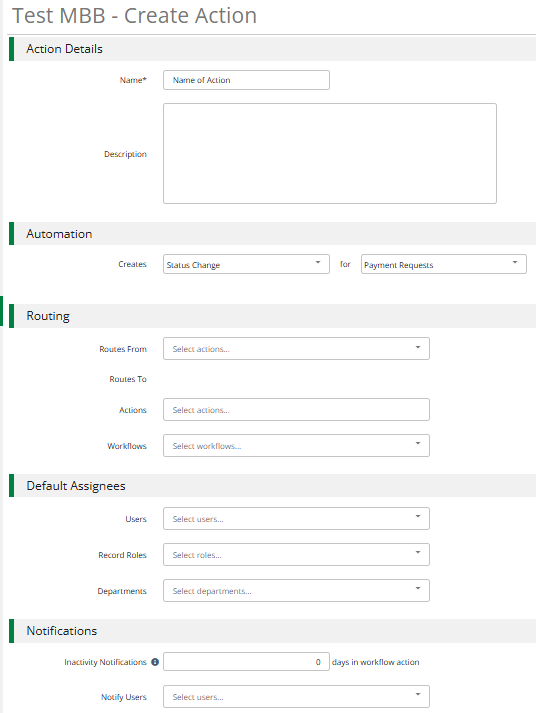 Test MBB - Create Action
Action Details
Name* Name of Action
Description
Automation
Creates Status Change for Payment Requests
Routing
Routes From Select actions...
Routes To
Actions Select actions...
Workflows Select workflows...
Default Assignees
Users Select users...
Record Roles Select roles...
Departments Select departments...
Notifications
Inactivity Notifications i 0 days in workflow action
Notify Users Select users...